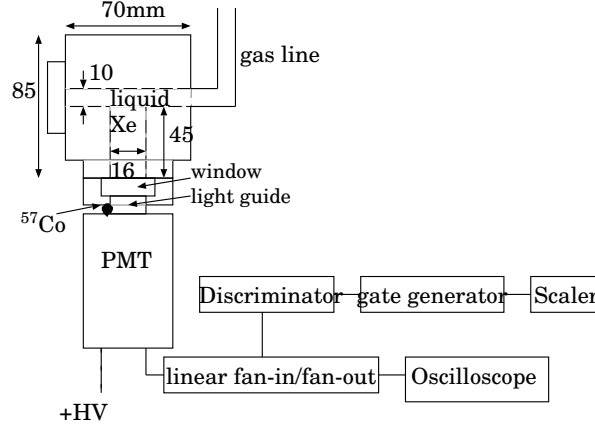 70mm
gas line
10
85
liquid
Xe
45
16
window
light guide
57Co
PMT
Discriminator
gate generator
Scaler
linear fan-in/fan-out
Oscilloscope
+HV